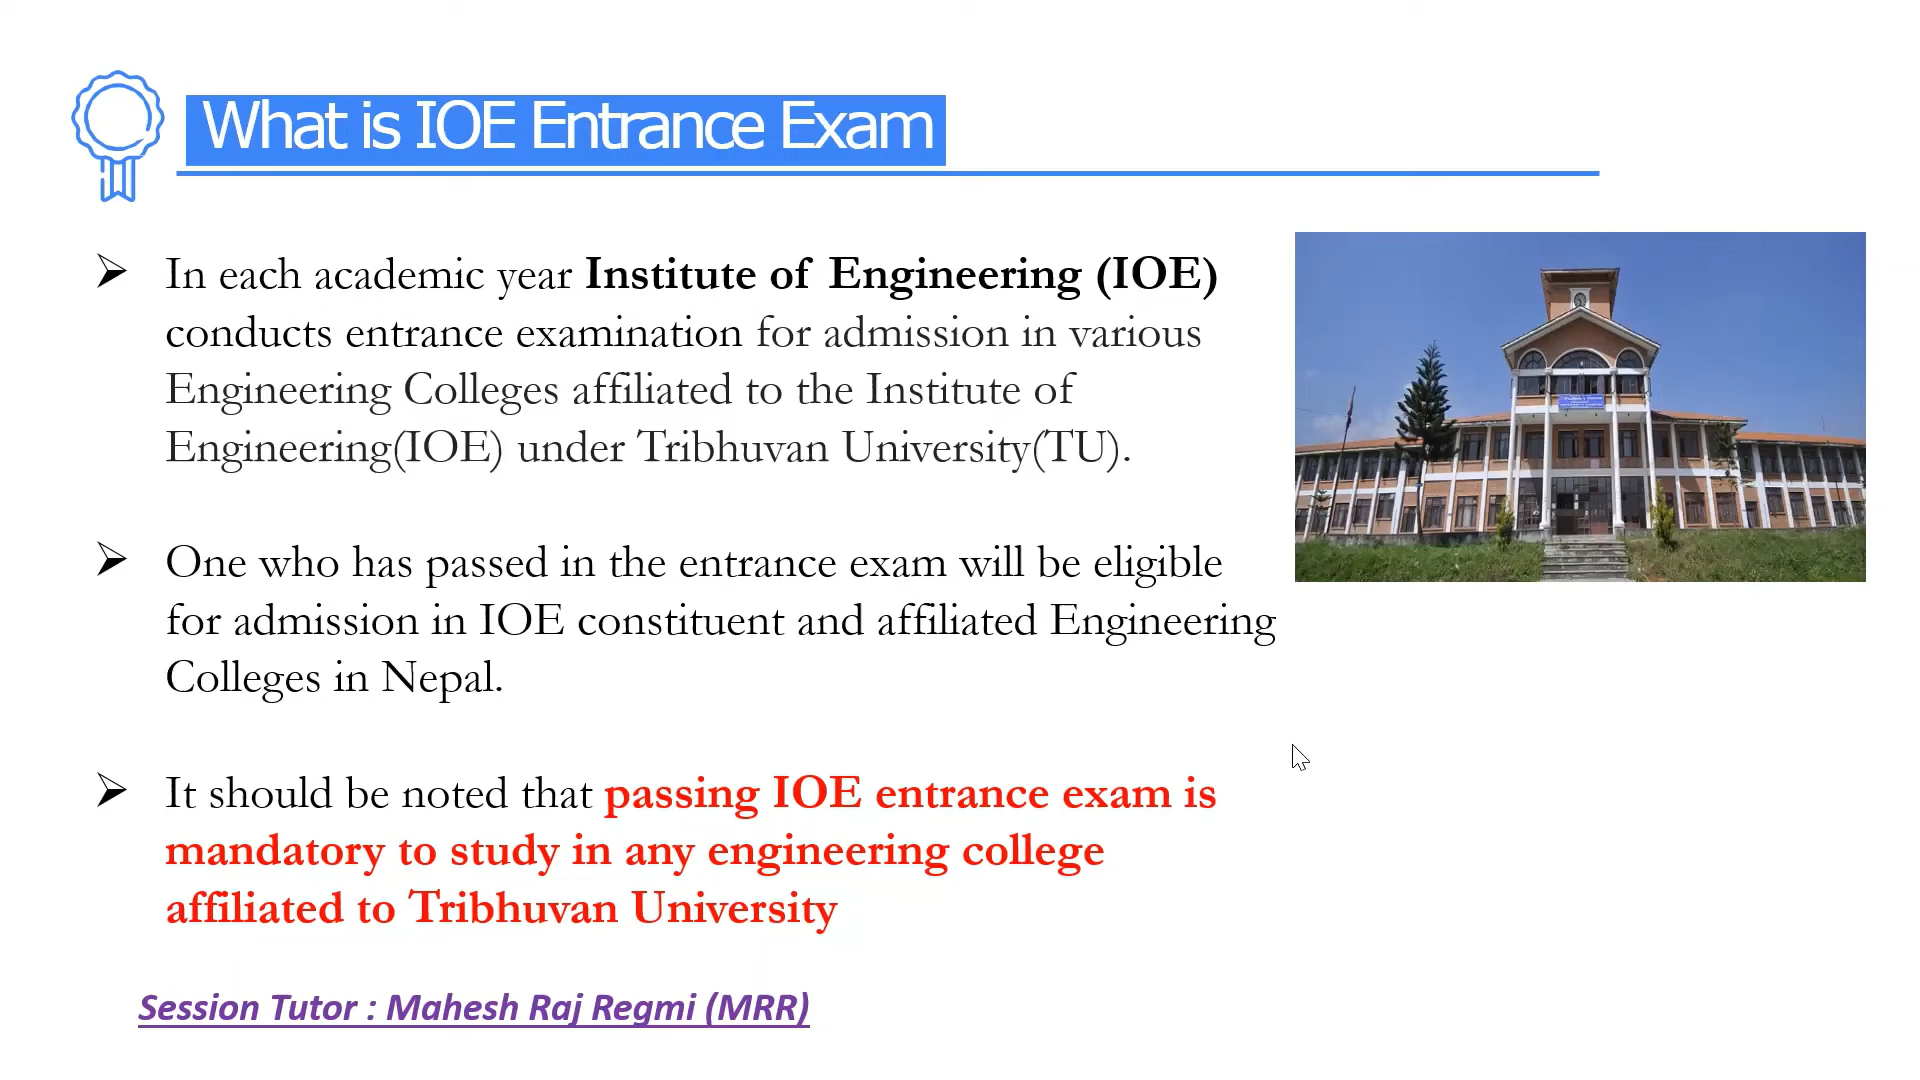 What is IOE Entrance Exam
In each academic year Institute of Engineering (IOE)
conducts entrance examination for admission in various
Engineering Colleges affiliated to the Institute of
Engineering(IOE) under Tribhuvan University(TU).
One who has passed in the entrance exam will be eligible
for admission in IOE constituent and affiliated Engineering
Colleges in Nepal.
It should be noted that passing IOE entrance exam is
mandatory to study in any engineering college
affiliated to Tribhuvan University
Session Tutor : Mahesh Raj Regmi (MRR)